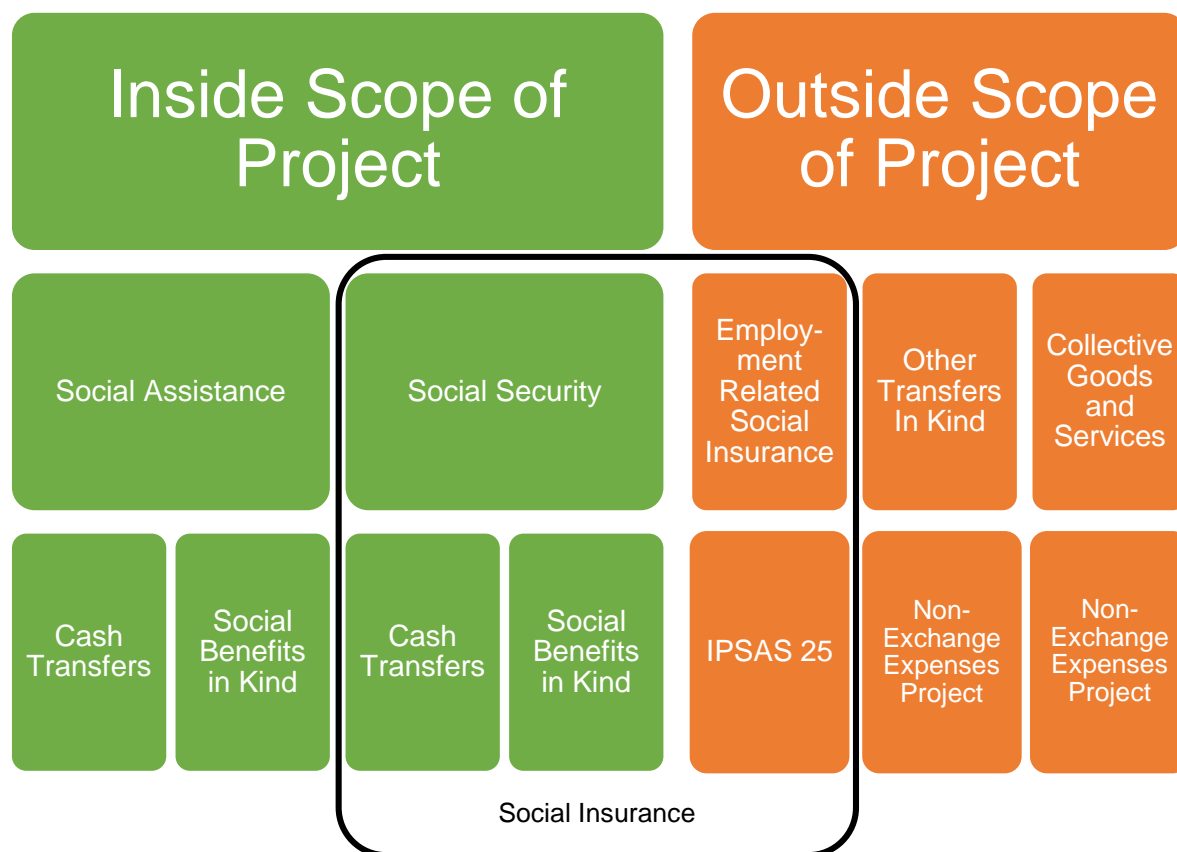 Inside Scope of
Project
Outside Scope
of Project
Social Assistance
Social Security
Employ-
ment
Related
Social
Insurance
Other
Transfers
In Kind
Collective
Goods
and
Services
Cash
Transfers
Social
Benefits
in Kind
Cash
Transfers
Social
Benefits
in Kind
IPSAS 25
Non-
Exchange
Expenses
Project
Non-
Exchange
Expenses
Project
Social Insurance